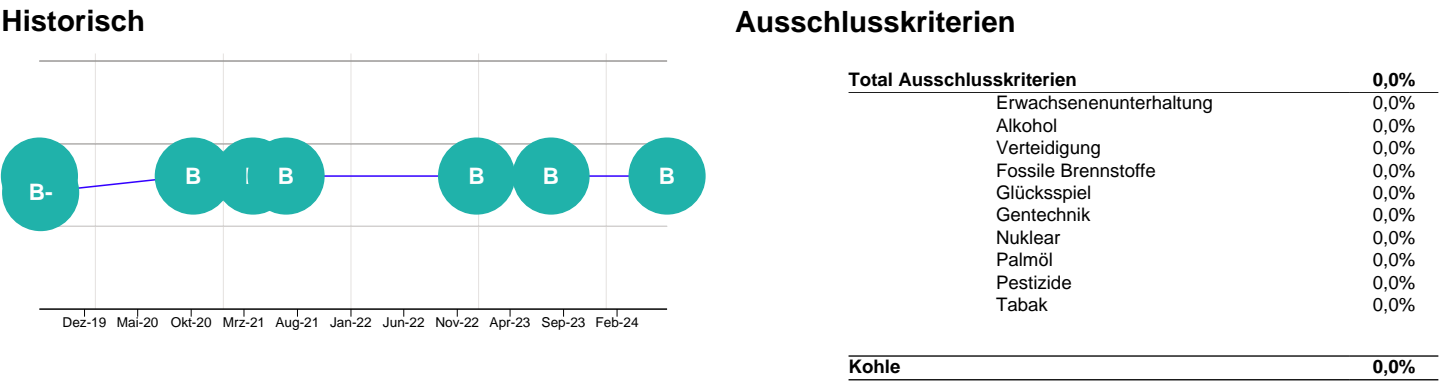 Historisch
B-
B
B
B
B
B
Dez-19 Mai-20 Okt-20 Mrz-21 Aug-21 Jan-22 Jun-22 Nov-22 Apr-23 Sep-23 Feb-24
Ausschlusskriterien
Total Ausschlusskriterien 0,0%
Erwachsenenunterhaltung 0,0%
Alkohol 0,0%
Verteidigung 0,0%
Fossile Brennstoffe 0,0%
Glücksspiel 0,0%
Gentechnik 0,0%
Nuklear 0,0%
Palmöl 0,0%
Pestizide 0,0%
Tabak 0,0%
Kohle 0,0%